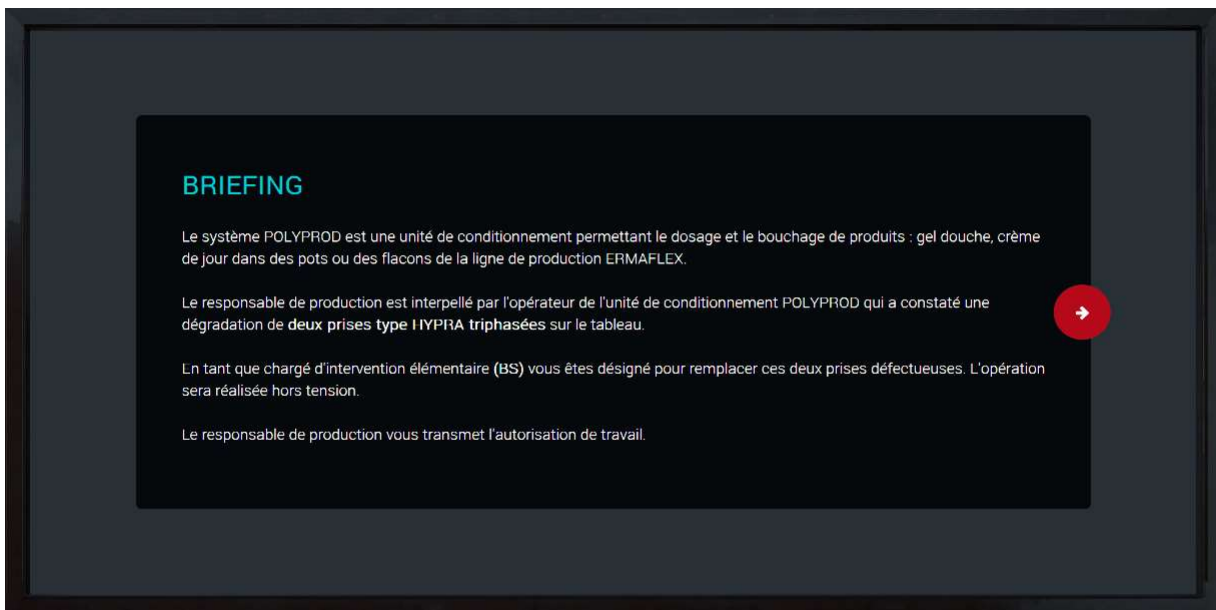 BRIEFING
Le système POLYPROD est une unité de conditionnement permettant le dosage et le bouchage de produits : gel douche, crème
de jour dans des pots ou des flacons de la ligne de production ERMAFLEX.
Le responsable de production est interpellé par l'opérateur de l'unité de conditionnement POLYPROD qui a constaté une
dégradation de deux prises type HYPRA triphasées sur le tableau.
En tant que chargé d'intervention élémentaire (BS) vous êtes désigné pour remplacer ces deux prises défectueuses. L'opération
sera réalisée hors tension.
Le responsable de production vous transmet l'autorisation de travail.